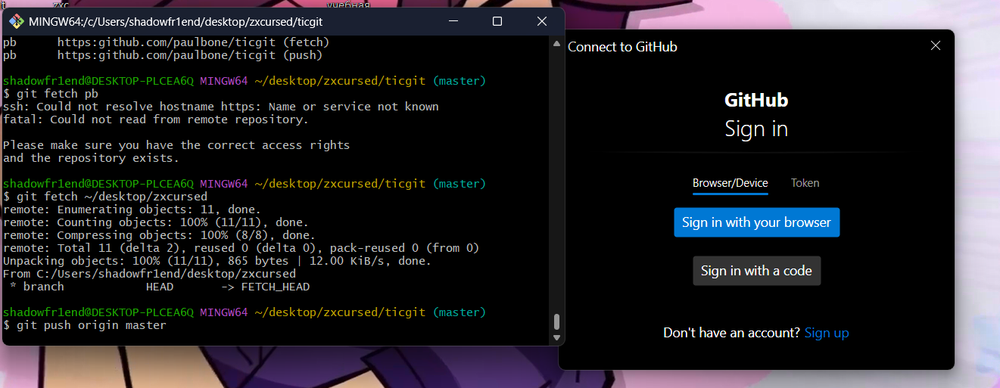 zxc
учебная
MINGW64:/c/Users/shadowfr1end/desktop/zxcursed/ticgit
pb      https:github.com/paulbone/ticgit (fetch)
pb      https:github.com/paulbone/ticgit (push)
shadowfr1end@DESKTOP-PLCEA6Q MINGW64 ~/desktop/zxcursed/ticgit (master)
$ git fetch pb
ssh: Could not resolve hostname https: Name or service not known
fatal: Could not read from remote repository.
Please make sure you have the correct access rights
and the repository exists.
shadowfr1end@DESKTOP-PLCEA6Q MINGW64 ~/desktop/zxcursed/ticgit (master)
$ git fetch ~/desktop/zxcursed
remote: Enumerating objects: 11, done.
remote: Counting objects: 100% (11/11), done.
remote: Compressing objects: 100% (8/8), done.
remote: Total 11 (delta 2), reused 0 (delta 0), pack-reused 0 (from 0)
Unpacking objects: 100% (11/11), 865 bytes | 12.00 KiB/s, done.
From C:/Users/shadowfr1end/desktop/zxcursed
 * branch            HEAD       -> FETCH_HEAD
shadowfr1end@DESKTOP-PLCEA6Q MINGW64 ~/desktop/zxcursed/ticgit (master)
$ git push origin master
Connect to GitHub
GitHub
Sign in
Browser/Device Token
Sign in with your browser
Sign in with a code
Don't have an account? Sign up